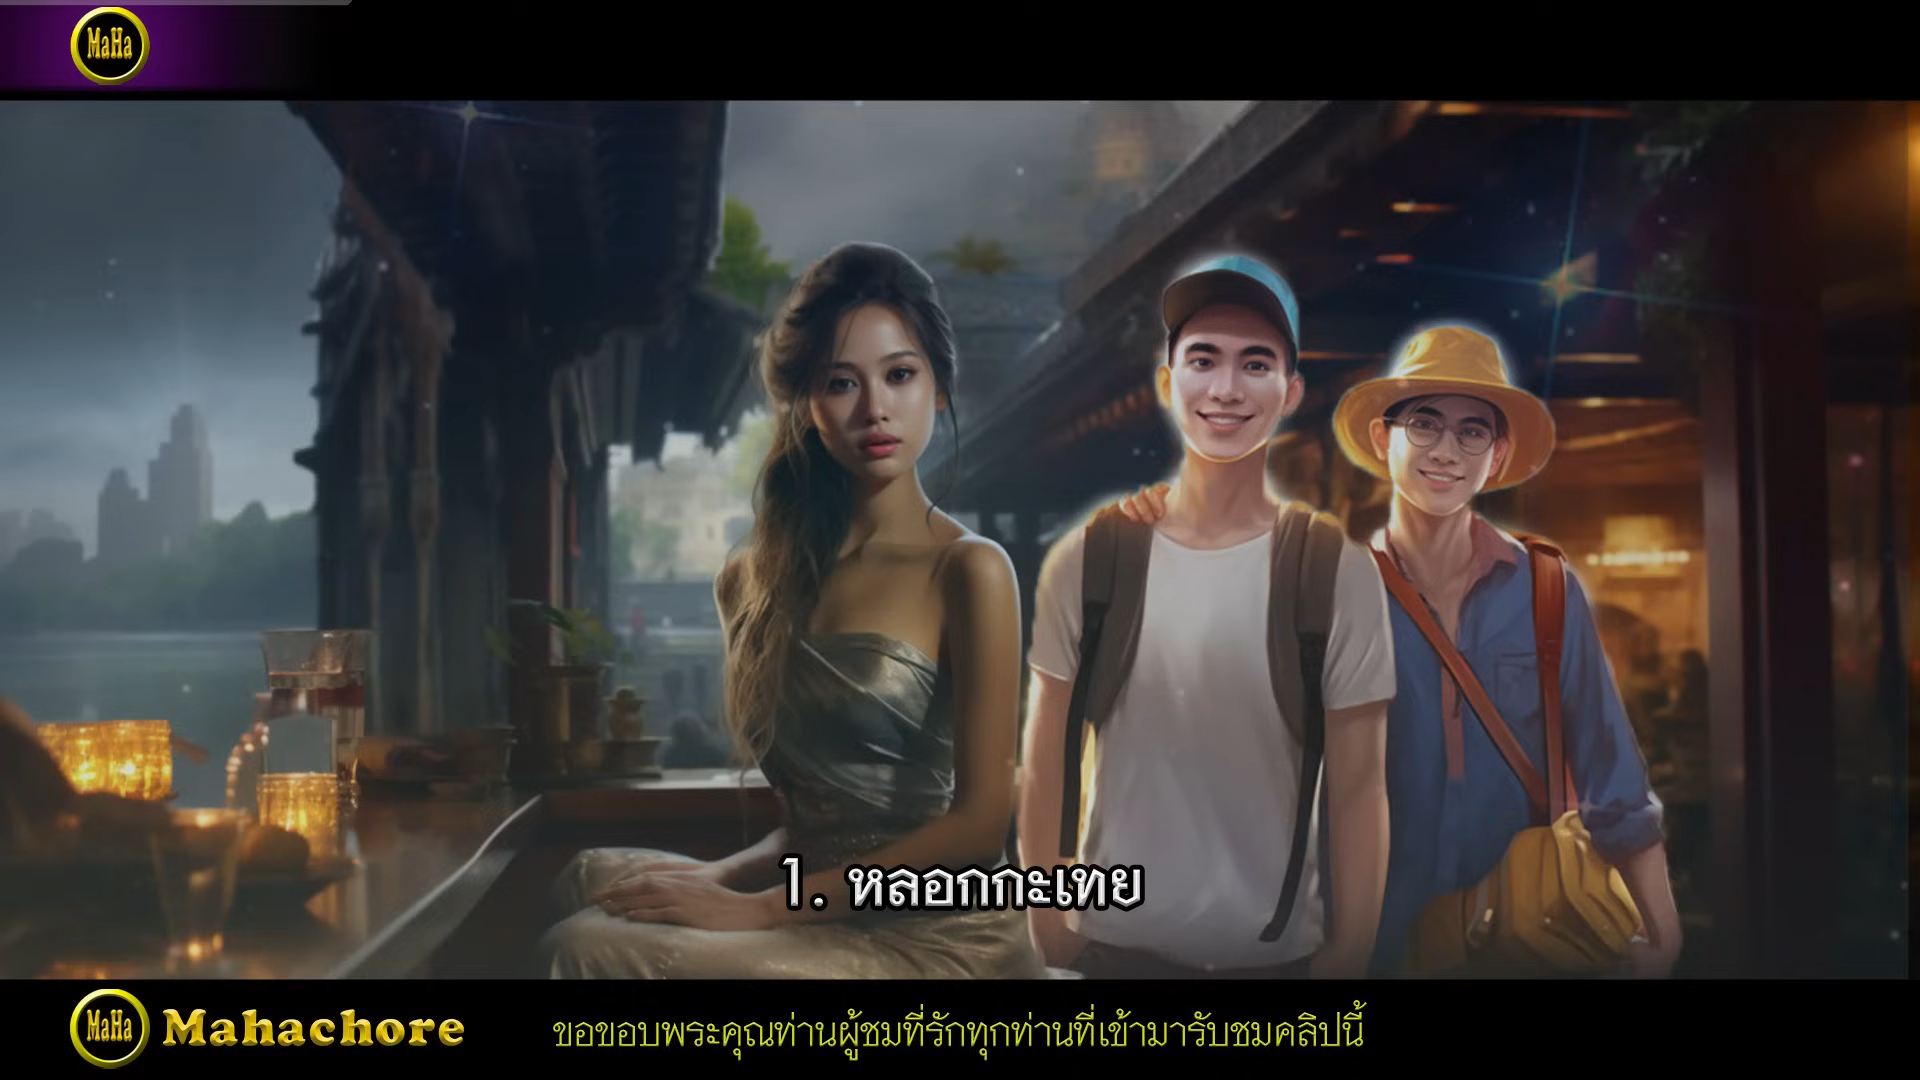 MaHa
1. หลอกกะเทย
MaHa
Mahachore
ขอขอบพระคุณท่านผู้ชมที่รักทุกท่านที่เข้ามารับชมคลิปนี้